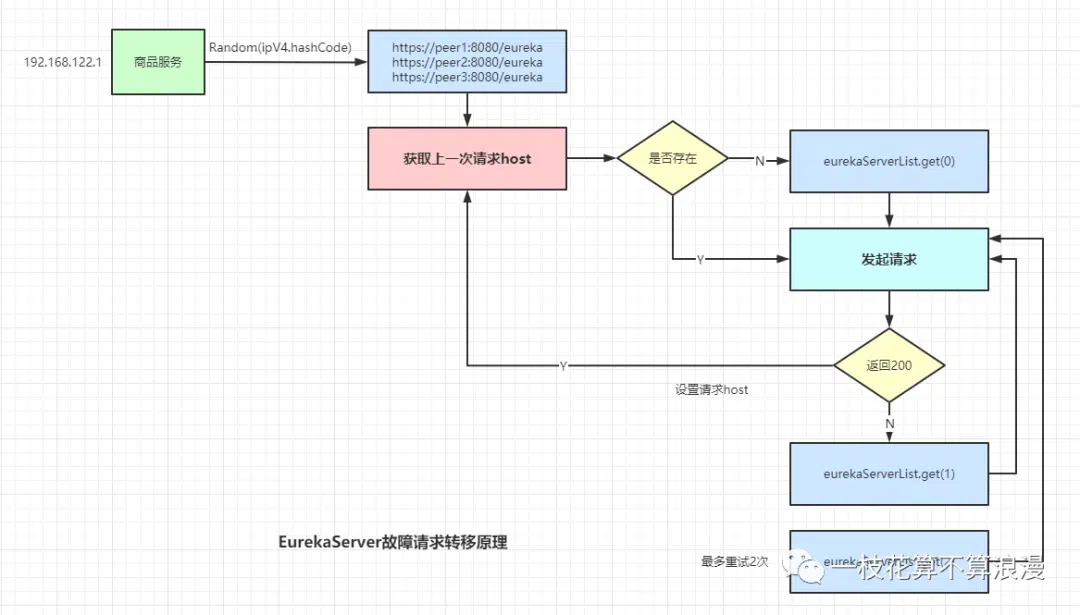 192.168.122.1
商品服务
Random(ipV4.hashCode)
https://peer1:8080/eureka
https://peer2:8080/eureka
https://peer3:8080/eureka
获取上一次请求host
是否存在
N
eurekaServerList.get(0)
Y
发起请求
返回200
Y
设置请求host
N
eurekaServerList.get(1)
EurekaServer故障请求转移原理
最多重试2次
一枝花算不算浪漫